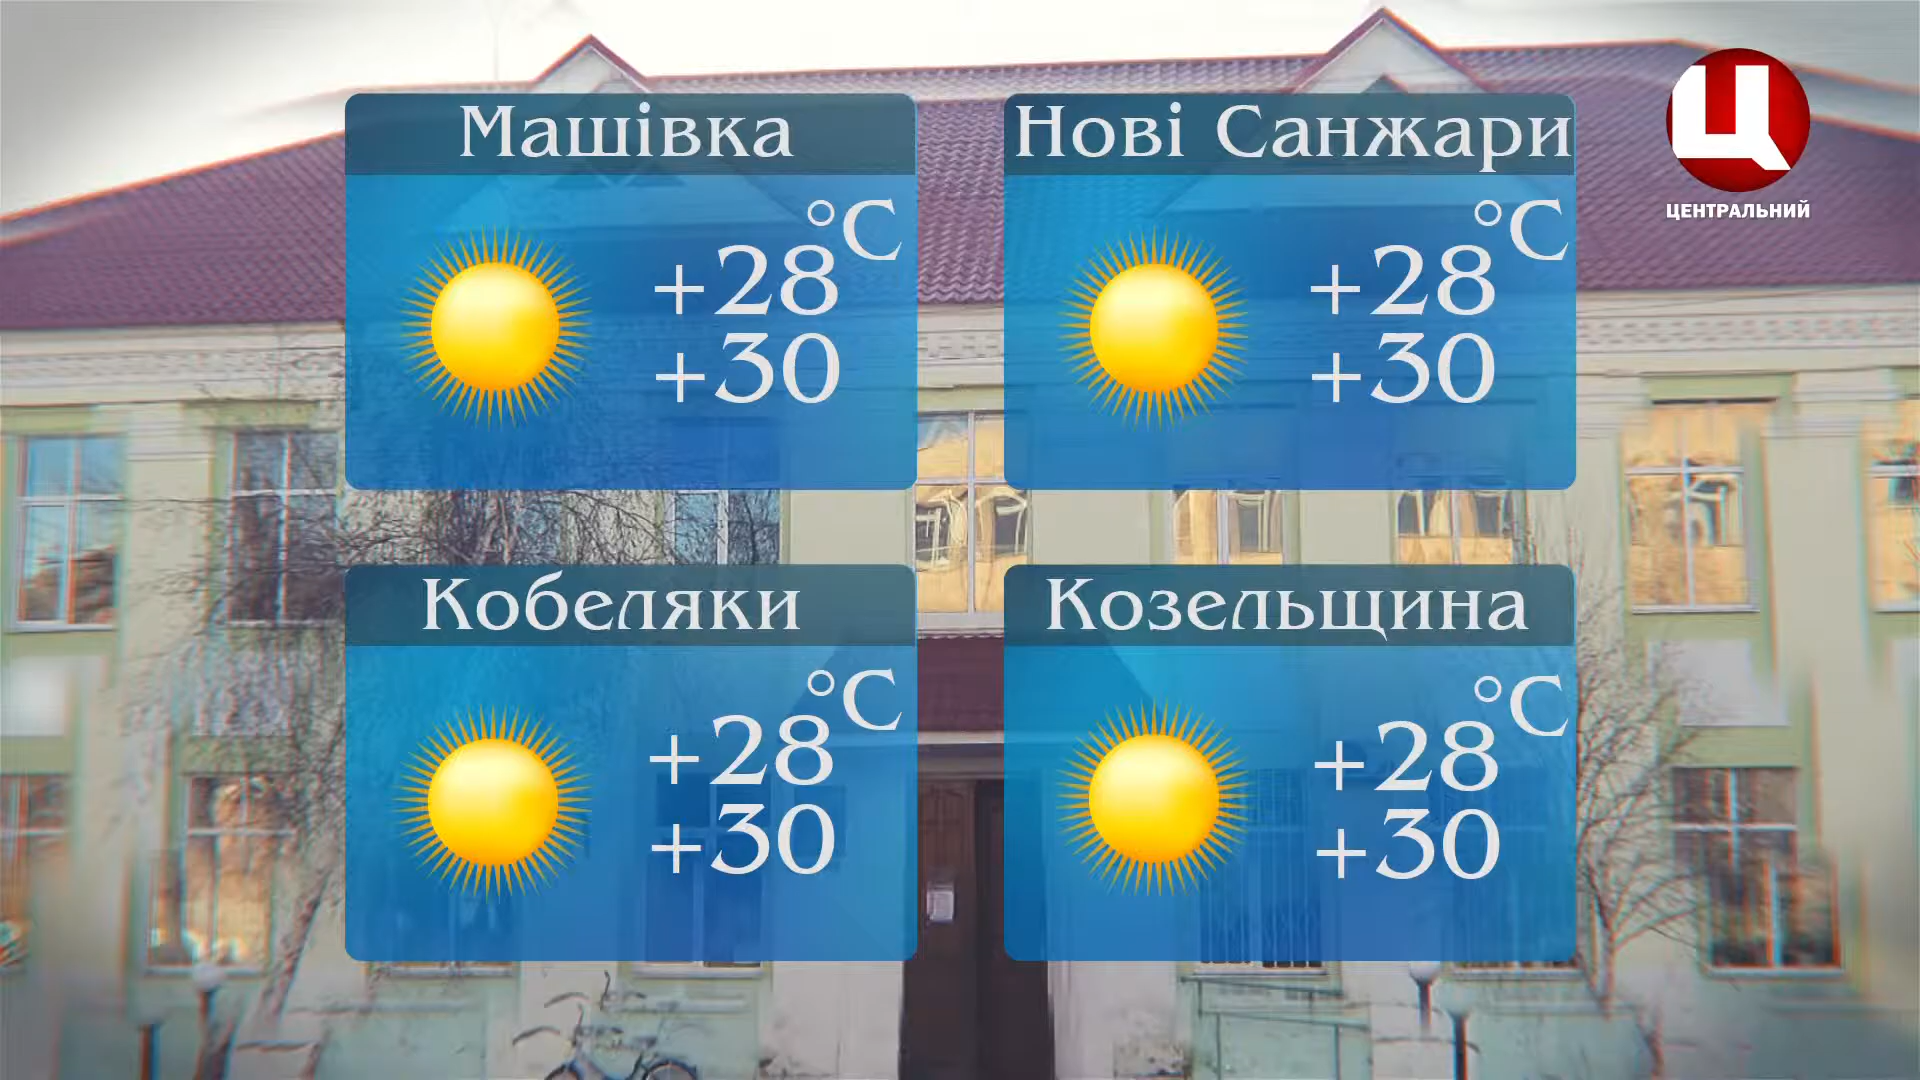 Машівка
°C
+28
+30
Нові Санжари
°C
+28
+30
Ц
ЦЕНТРАЛЬНИЙ
Кобеляки
°C
+28
+30
Козельщина
°C
+28
+30